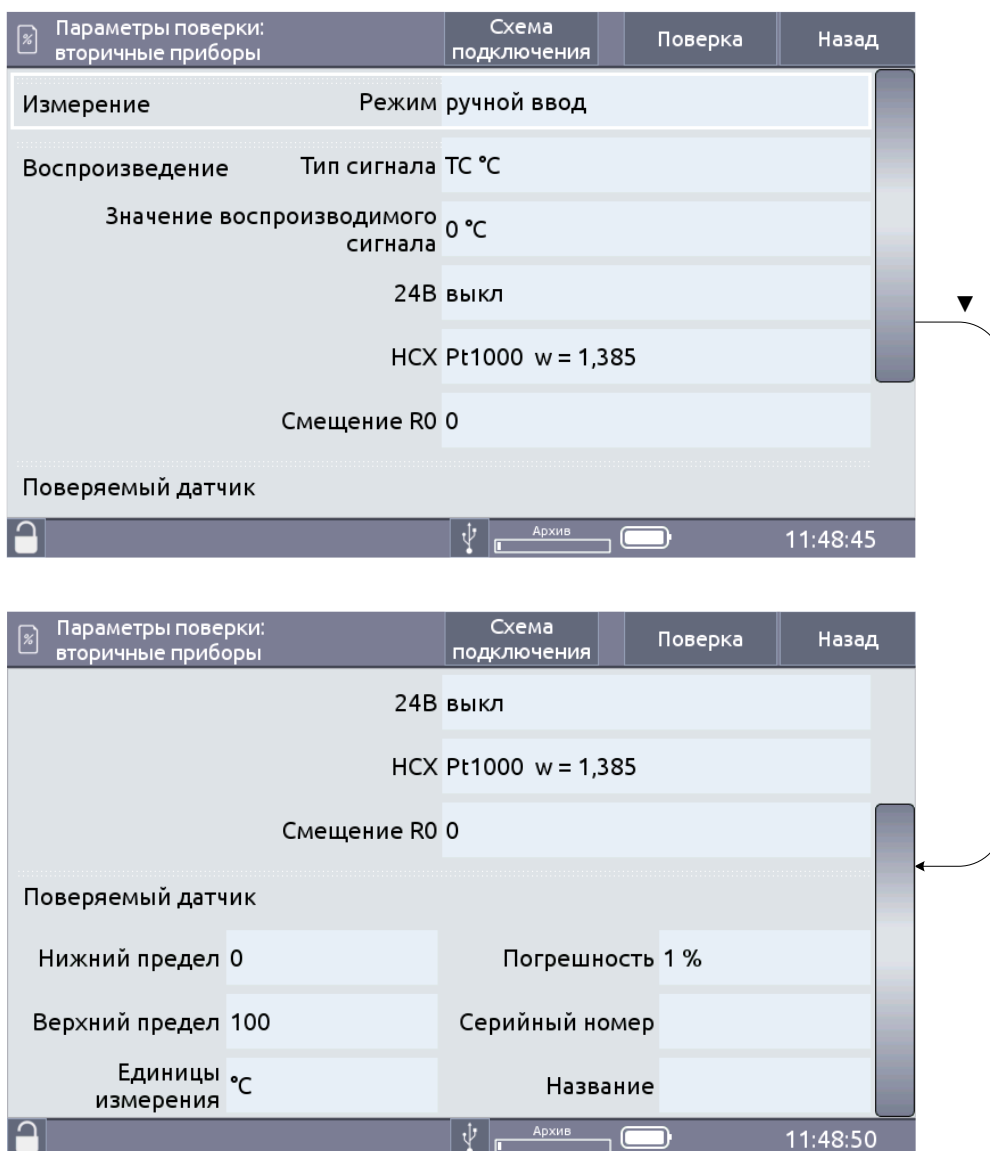 Параметры поверки:
вторичные приборы
Схема
подключения
Поверка
Назад
Измерение Режим ручной ввод
Воспроизведение Тип сигнала ТС °C
Значение воспроизводимого
сигнала 0 °C
24В выкл
НСХ Pt1000 w = 1,385
Смещение R0 0
Поверяемый датчик
Архив
11:48:45
Параметры поверки:
вторичные приборы
Схема
подключения
Поверка
Назад
24В выкл
НСХ Pt1000 w = 1,385
Смещение R0 0
Поверяемый датчик
Нижний предел 0 Погрешность 1 %
Верхний предел 100 Серийный номер
Единицы
измерения °C Название
Архив
11:48:50